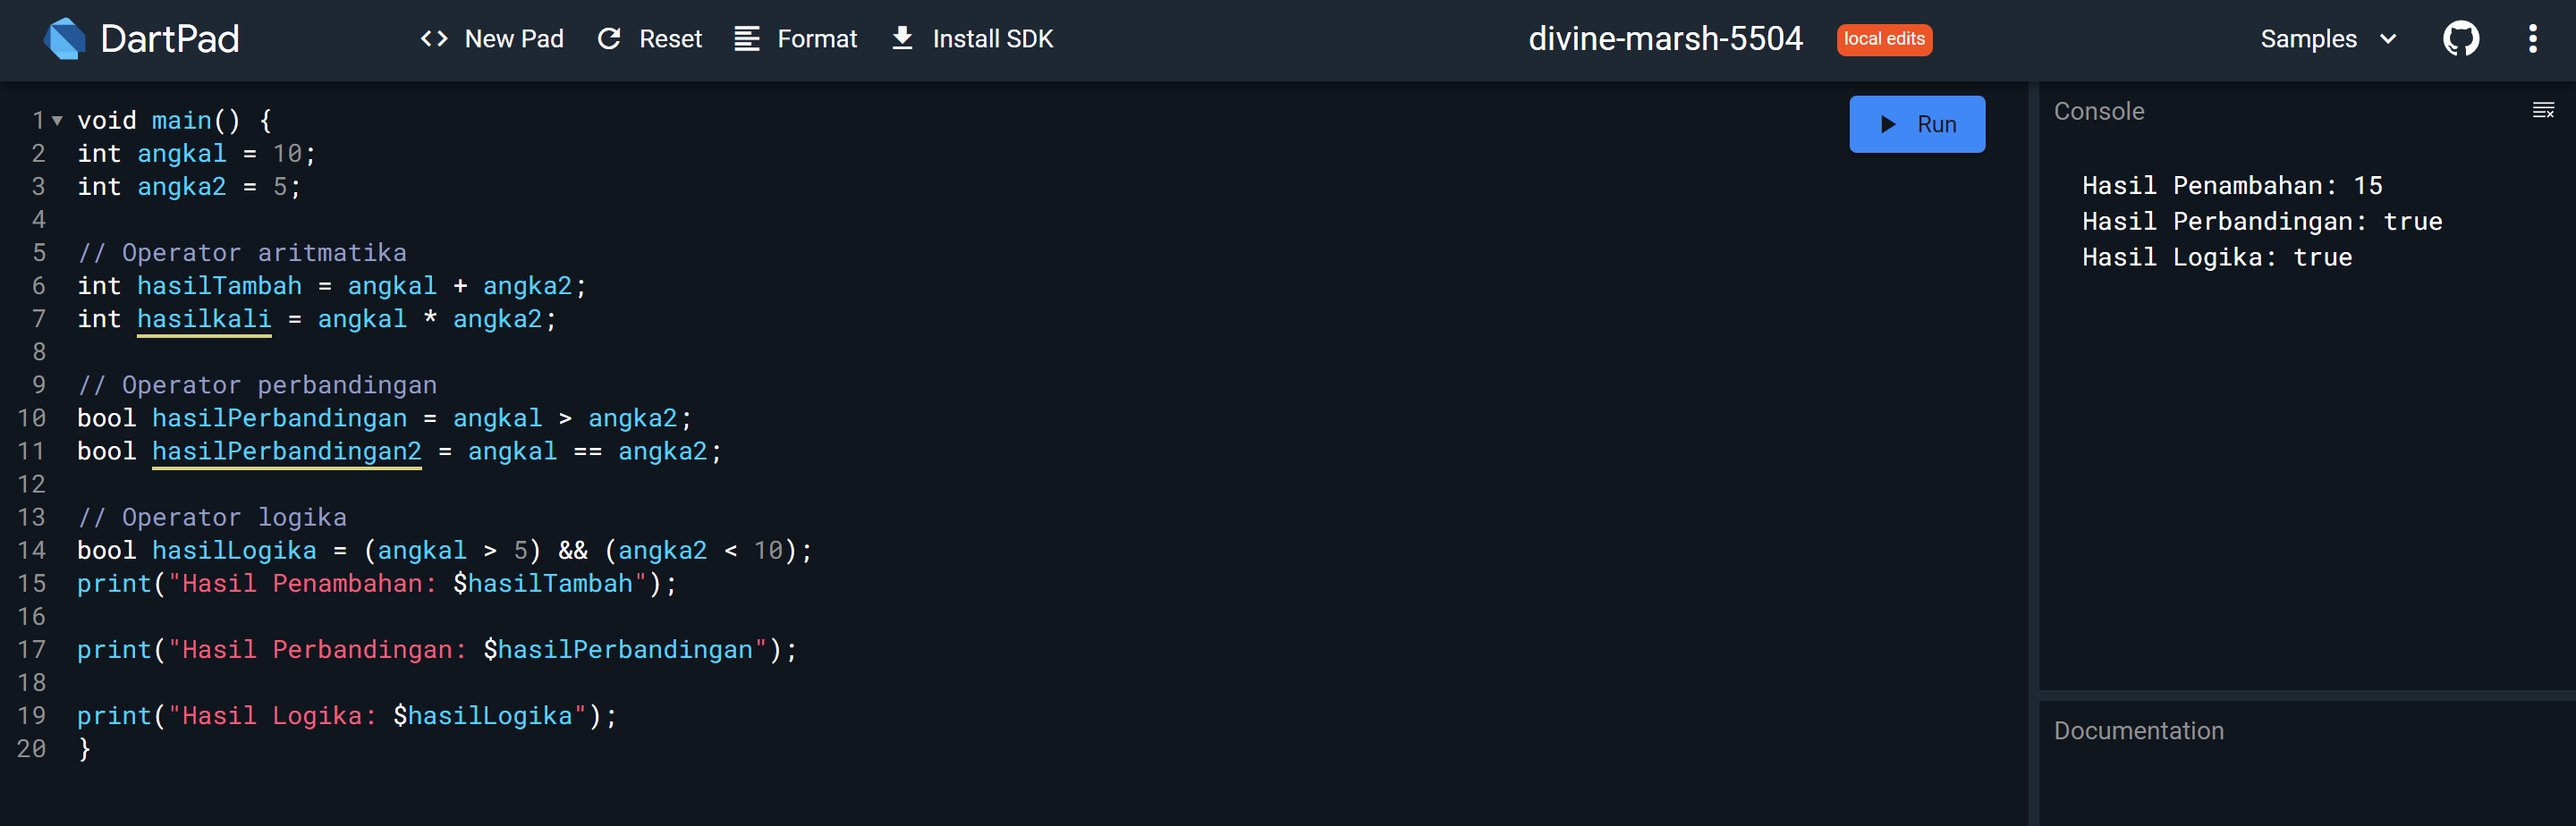 DartPad
<> New Pad Reset Format Install SDK
divine-marsh-5504 local edits
Samples
1 void main() {
2 int angkal = 10;
3 int angka2 = 5;
4
5 // Operator aritmatika
6 int hasilTambah = angkal + angka2;
7 int hasilkali = angkal * angka2;
8
9 // Operator perbandingan
10 bool hasilPerbandingan = angkal > angka2;
11 bool hasilPerbandingan2 = angkal == angka2;
12
13 // Operator logika
14 bool hasilLogika = (angkal > 5) && (angka2 < 10);
15 print("Hasil Penambahan: $hasilTambah");
16
17 print("Hasil Perbandingan: $hasilPerbandingan");
18
19 print("Hasil Logika: $hasilLogika");
20 }
Run
Console
Hasil Penambahan: 15
Hasil Perbandingan: true
Hasil Logika: true
Documentation